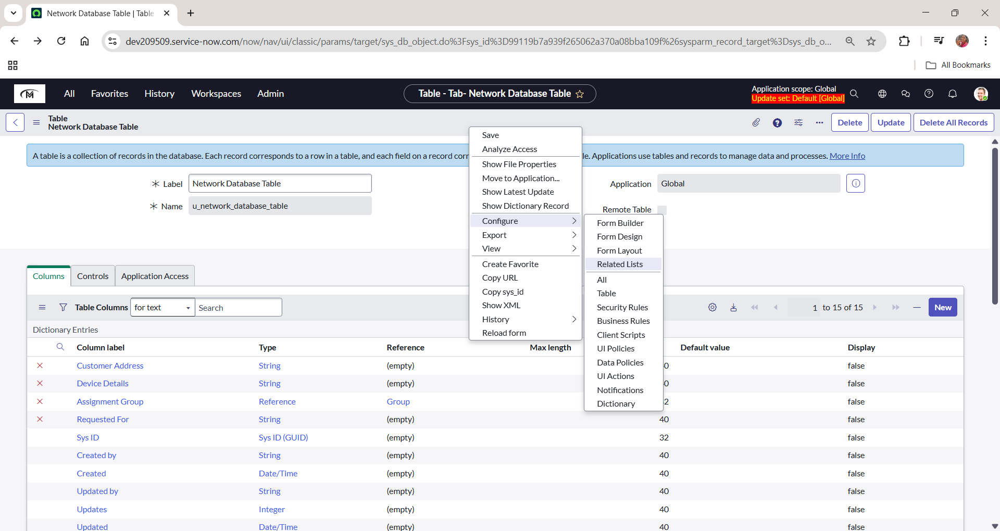 Network Database Table | Table
dev209509.service-now.com/now/nav/ui/classic/params/target/sys_db_object.do%3Fsys_id%3D99119b7a939f265062a370a08bba109f%26sysparm_record_target%3Dsys_db_o...
All Bookmarks
M
All
Favorites
History
Workspaces
Admin
Table - Tab- Network Database Table
Application scope: Global
Update set: Default [Global]
Table
Network Database Table
Delete
Update
Delete All Records
A table is a collection of records in the database. Each record corresponds to a row in a table, and each field on a record corr
le. Applications use tables and records to manage data and processes. More Info
Label
Network Database Table
Name
u_network_database_table
Application
Global
Remote Table
Save
Analyze Access
Show File Properties
Move to Application...
Show Latest Update
Show Dictionary Record
Configure
Export
View
Create Favorite
Copy URL
Copy sys_id
Show XML
History
Reload form
Form Builder
Form Design
Form Layout
Related Lists
All
Table
Security Rules
Business Rules
Client Scripts
UI Policies
Data Policies
UI Actions
Notifications
Dictionary
Columns
Controls
Application Access
Table Columns
for text
Search
1 to 15 of 15
New
Dictionary Entries
Column label Type Reference Max length Default value Display
Customer Address String (empty) 0 false
Device Details String (empty) 0 false
Assignment Group Reference Group 2 false
Requested For String (empty) 40 false
Sys ID Sys ID (GUID) (empty) 32 false
Created by String (empty) 40 false
Created Date/Time (empty) 40 false
Updated by String (empty) 40 false
Updates Integer (empty) 40 false
Updated Date/Time (empty) 40 false